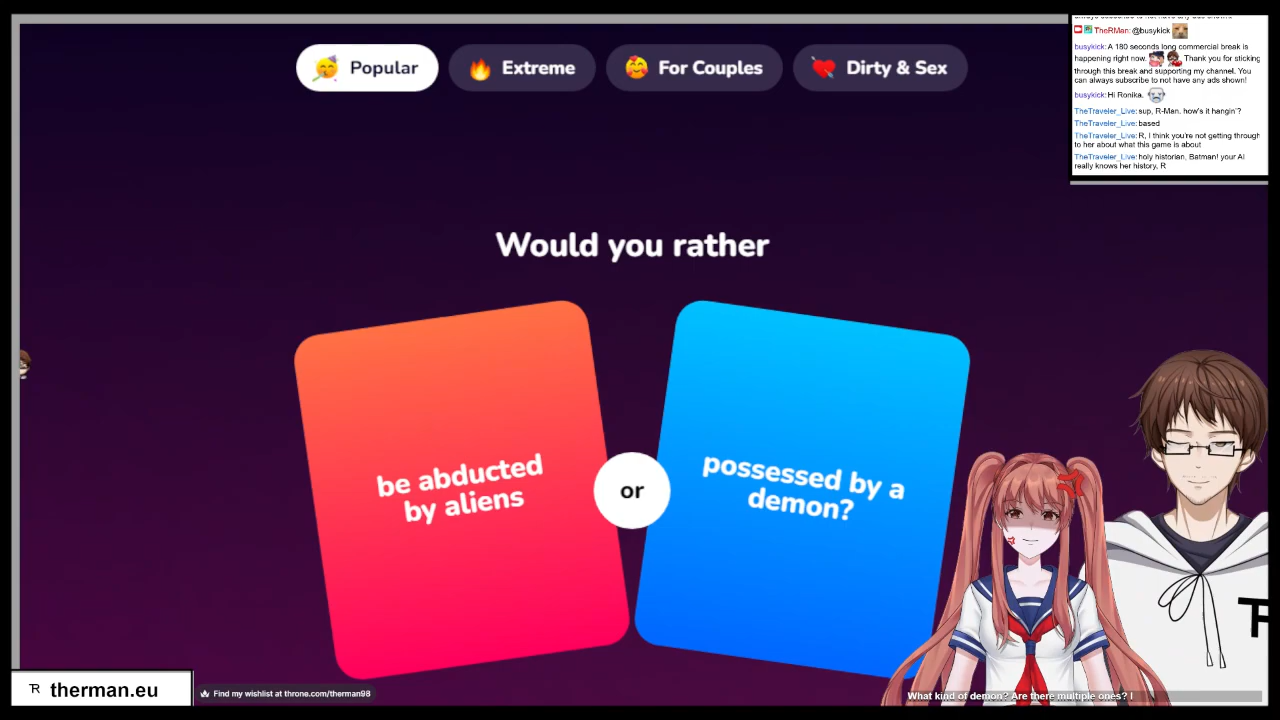 Popular
Extreme
For Couples
Dirty & Sex
TheRMan: @busykick
busykick: A 180 seconds long commercial break is
happening right now. Thank you for sticking
through this break and supporting my channel. You
can always subscribe to not have any ads shown!
busykick: Hi Ronika.
TheTraveler_Live: sup, R-Man. how's it hangin'?
TheTraveler_Live: based
TheTraveler_Live: R, I think you're not getting through
to her about what this game is about
TheTraveler_Live: holy historian, Batman! your AI
really knows her history, R
Would you rather
be abducted
by aliens
or
possessed by a
demon?
therman.eu
Find my wishlist at throne.com/therman98
What kind of demon? Are there multiple ones? I